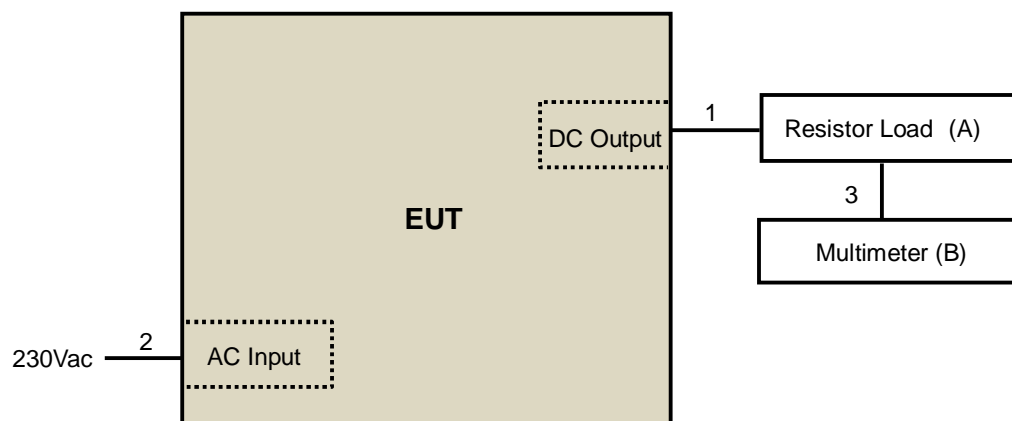 1
DC Output
Resistor Load (A)
3
EUT
Multimeter (B)
2
230Vac
AC Input